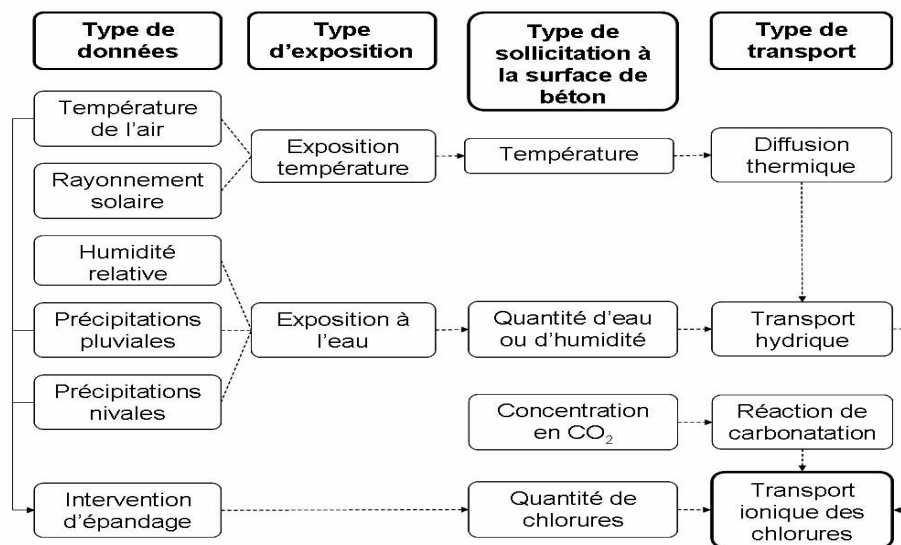 Type de
données
Type
d'exposition
Type de
sollicitation à
la surface de
béton
Type de
transport
Température
de l'air
Rayonnement
solaire
Exposition
température
Température
Diffusion
thermique
Humidité
relative
Précipitations
pluviales
Précipitations
nivales
Exposition à
l'eau
Quantité d'eau
ou d'humidité
Transport
hydrique
Concentration
en CO₂
Réaction de
carbonatation
Intervention
d'épandage
Quantité de
chlorures
Transport
ionique des
chlorures